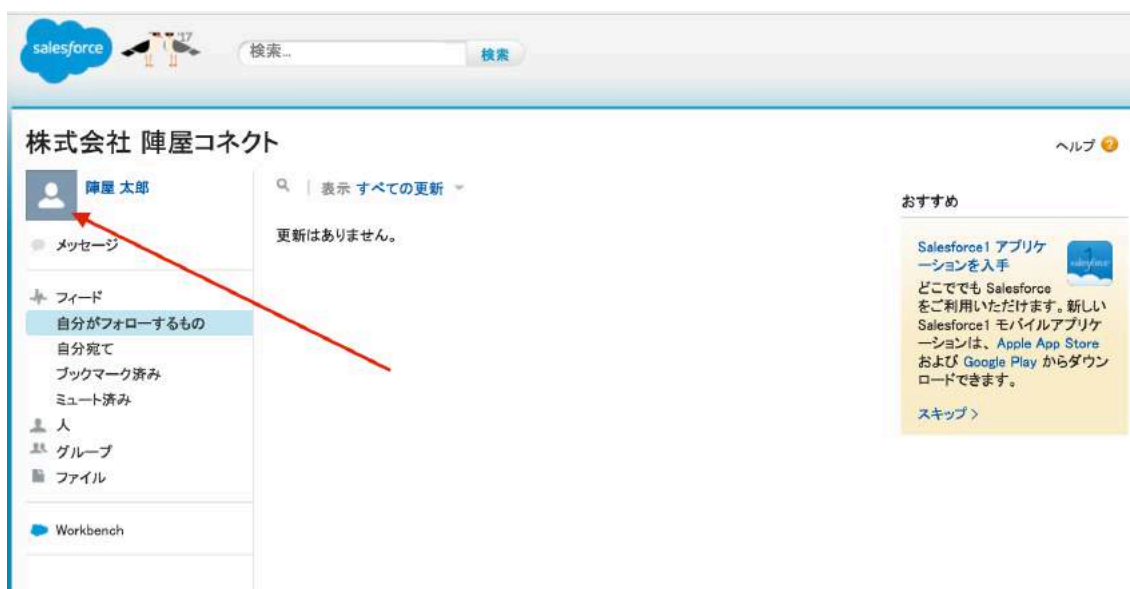 salesforce
'17
検索...
検索
株式会社 陣屋コネクト
ヘルプ ?
陣屋 太郎
メッセージ
フィード
自分がフォローするもの
自分宛て
ブックマーク済み
ミュート済み
人
グループ
ファイル
Workbench
表示 すべての更新
更新はありません。
おすすめ
Salesforce1 アプリケ
ーションを入手
salesforce
どこででも Salesforce
をご利用いただけます。新しい
Salesforce1 モバイルアプリケ
ーションは、Apple App Store
および Google Play からダウン
ロードできます。
スキップ >